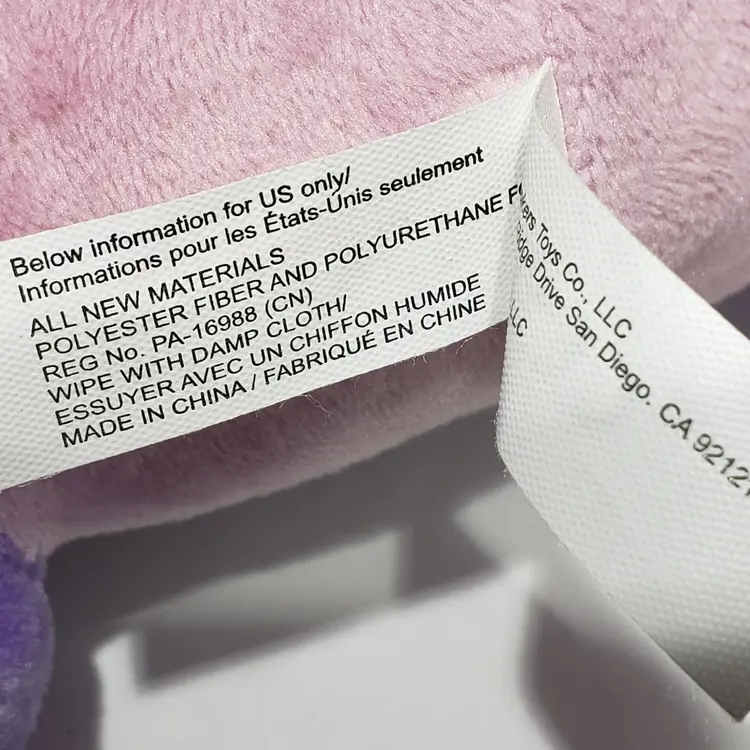 Below information for US only/
Informations pour les États-Unis seulement
ALL NEW MATERIALS
POLYESTER FIBER AND POLYURETHANE
REG No. PA-16988 (CN)
WIPE WITH DAMP CLOTH/
ESSUYER AVEC UN CHIFFON HUMIDE
MADE IN CHINA / FABRIQUÉ EN CHINE
Toys Co., LLC
Drive San Diego. CA 92121
LLC